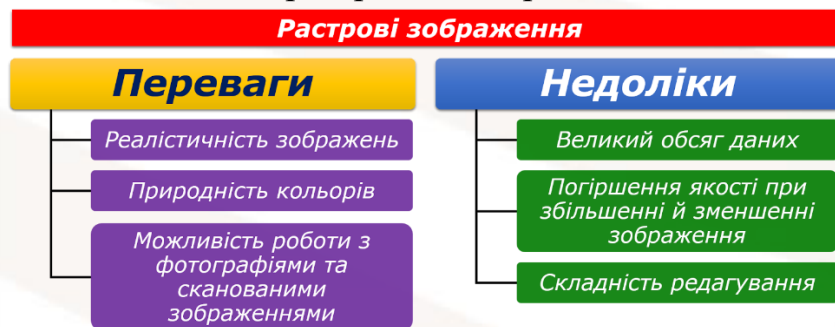 Растрові зображення
Переваги
Реалістичність зображень
Природність кольорів
Можливість роботи з
фотографіями та
сканованими
зображеннями
Недоліки
Великий обсяг даних
Погіршення якості при
збільшенні й зменшенні
зображення
Складність редагування